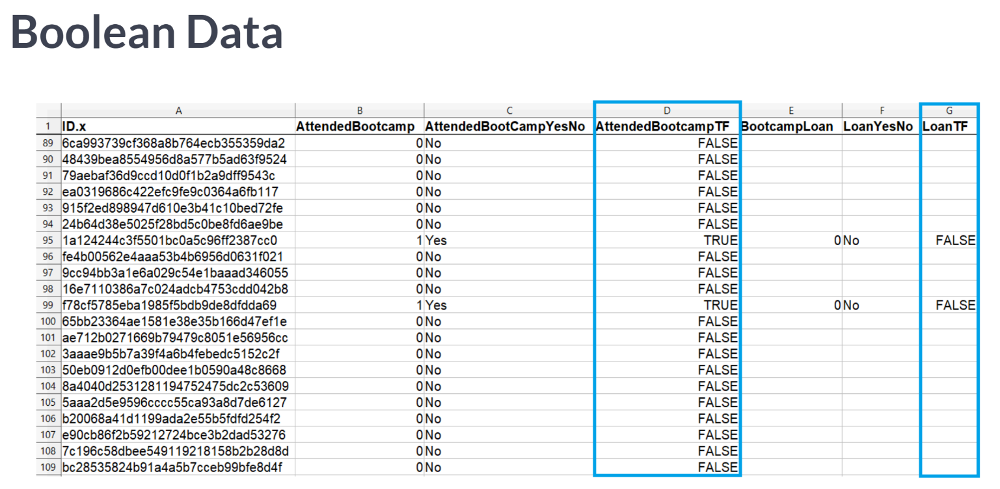 Boolean Data
A B C D E F G
1 ID.x AttendedBootcamp AttendedBootCampYesNo AttendedBootcampTF BootcampLoan LoanYesNo LoanTF
89 6ca993739cf368a8b764ecb355359da2 0 No FALSE
90 48439bea8554956d8a577b5ad63f9524 0 No FALSE
91 79aebaf36d9ccd10d0f1b2a9dff9543c 0 No FALSE
92 ea0319686c422efc9fe9c0364a6fb117 0 No FALSE
93 915f2ed898947d610e3b41c10bed72fe 0 No FALSE
94 24b64d38e5025f28bd5c0be8fd6ae9be 0 No FALSE
95 1a124244c3f5501bc0a5c96ff2387cc0 1 Yes TRUE 0 No FALSE
96 fe4b00562e4aaa53b4b6956d0631f021 0 No FALSE
97 9cc94bb3a1e6a029c54e1baaad346055 0 No FALSE
98 16e7110386a7c024adcb4753cdd042b8 0 No FALSE
99 f78cf5785eba1985f5bdb9de8dfdda69 1 Yes TRUE 0 No FALSE
100 65bb23364ae1581e38e35b166d47ef1e 0 No FALSE
101 ae712b0271669b79479c8051e56956cc 0 No FALSE
102 3aaae9b5b7a39f4a6b4febedc5152c2f 0 No FALSE
103 50eb0912d0efb00dee1b0590a48c8668 0 No FALSE
104 8a4040d2531281194752475dc2c53609 0 No FALSE
105 5aaa2d5e9596cccc55ca93a8d7de6127 0 No FALSE
106 b20068a41d1199ada2e55b5fdfd254f2 0 No FALSE
107 e90cb86f2b59212724bce3b2dad53276 0 No FALSE
108 7c196c58dbee549119218158b2b28d8d 0 No FALSE
109 bc28535824b91a4a5b7cceb99bfe8d4f 0 No FALSE